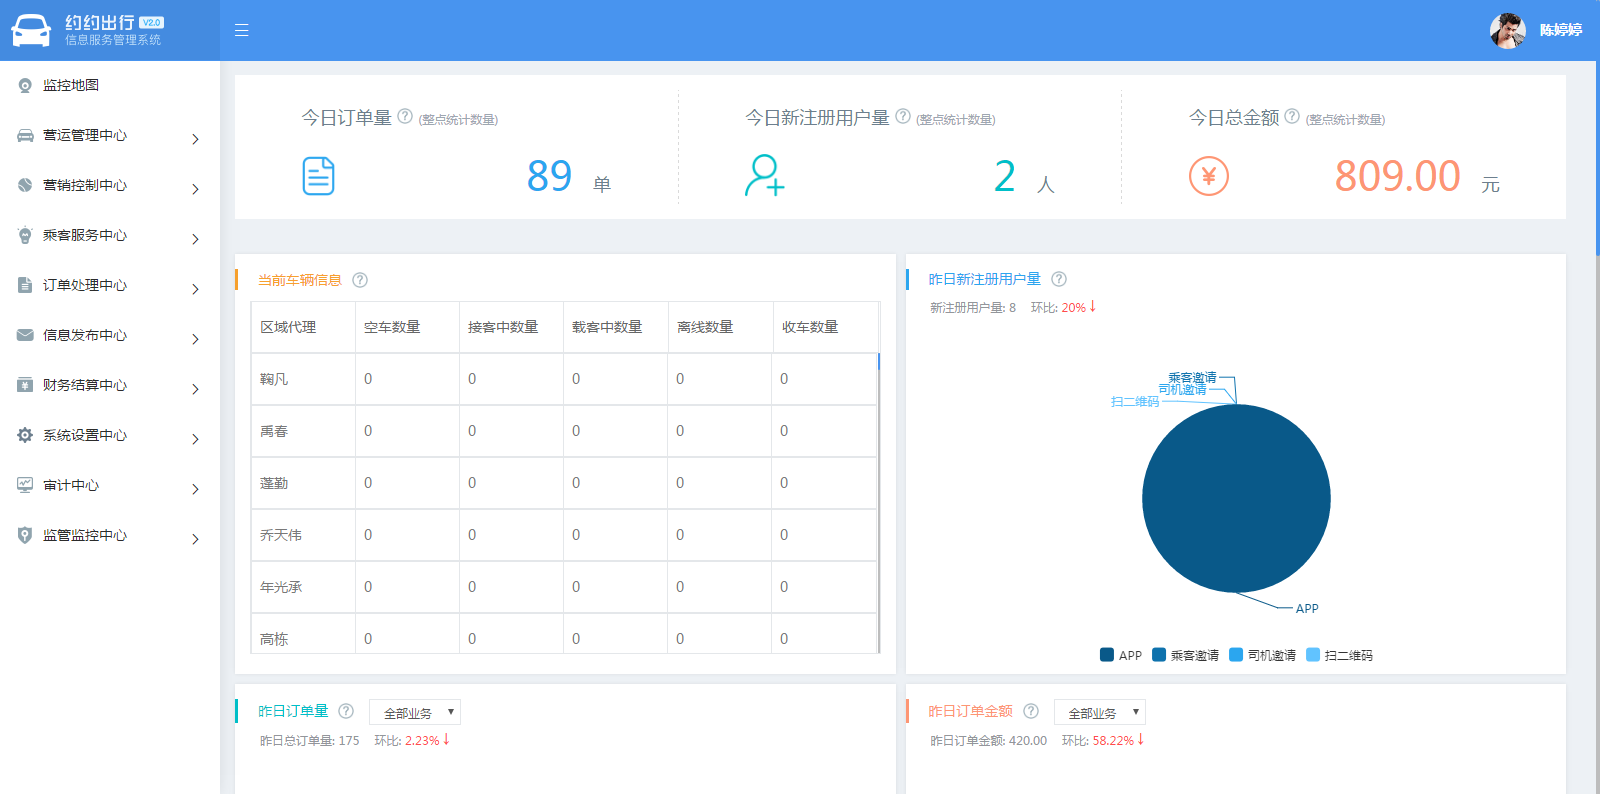 约约出行 V2.0
信息服务管理系统
陈婷婷
监控地图
营运管理中心
营销控制中心
乘客服务中心
订单处理中心
信息发布中心
财务结算中心
系统设置中心
审计中心
监管监控中心
今日订单量 ? (整点统计数量)
89 单
今日新注册用户量 ? (整点统计数量)
2 人
今日总金额 ? (整点统计数量)
¥ 809.00 元
当前车辆信息 ?
区域代理 空车数量 接客中数量 载客中数量 离线数量 收车数量
鞠凡 0 0 0 0 0
禹春 0 0 0 0 0
蓬勤 0 0 0 0 0
乔天伟 0 0 0 0 0
年光承 0 0 0 0 0
高栋 0 0 0 0 0
昨日新注册用户量 ?
新注册用户量: 8 环比: 20%↓
乘客邀请
司机邀请
扫二维码
APP
APP 乘客邀请 司机邀请 扫二维码
昨日订单量 ? 全部业务
昨日总订单量: 175 环比: 2.23%↓
昨日订单金额 ? 全部业务
昨日订单金额: 420.00 环比: 58.22%↓